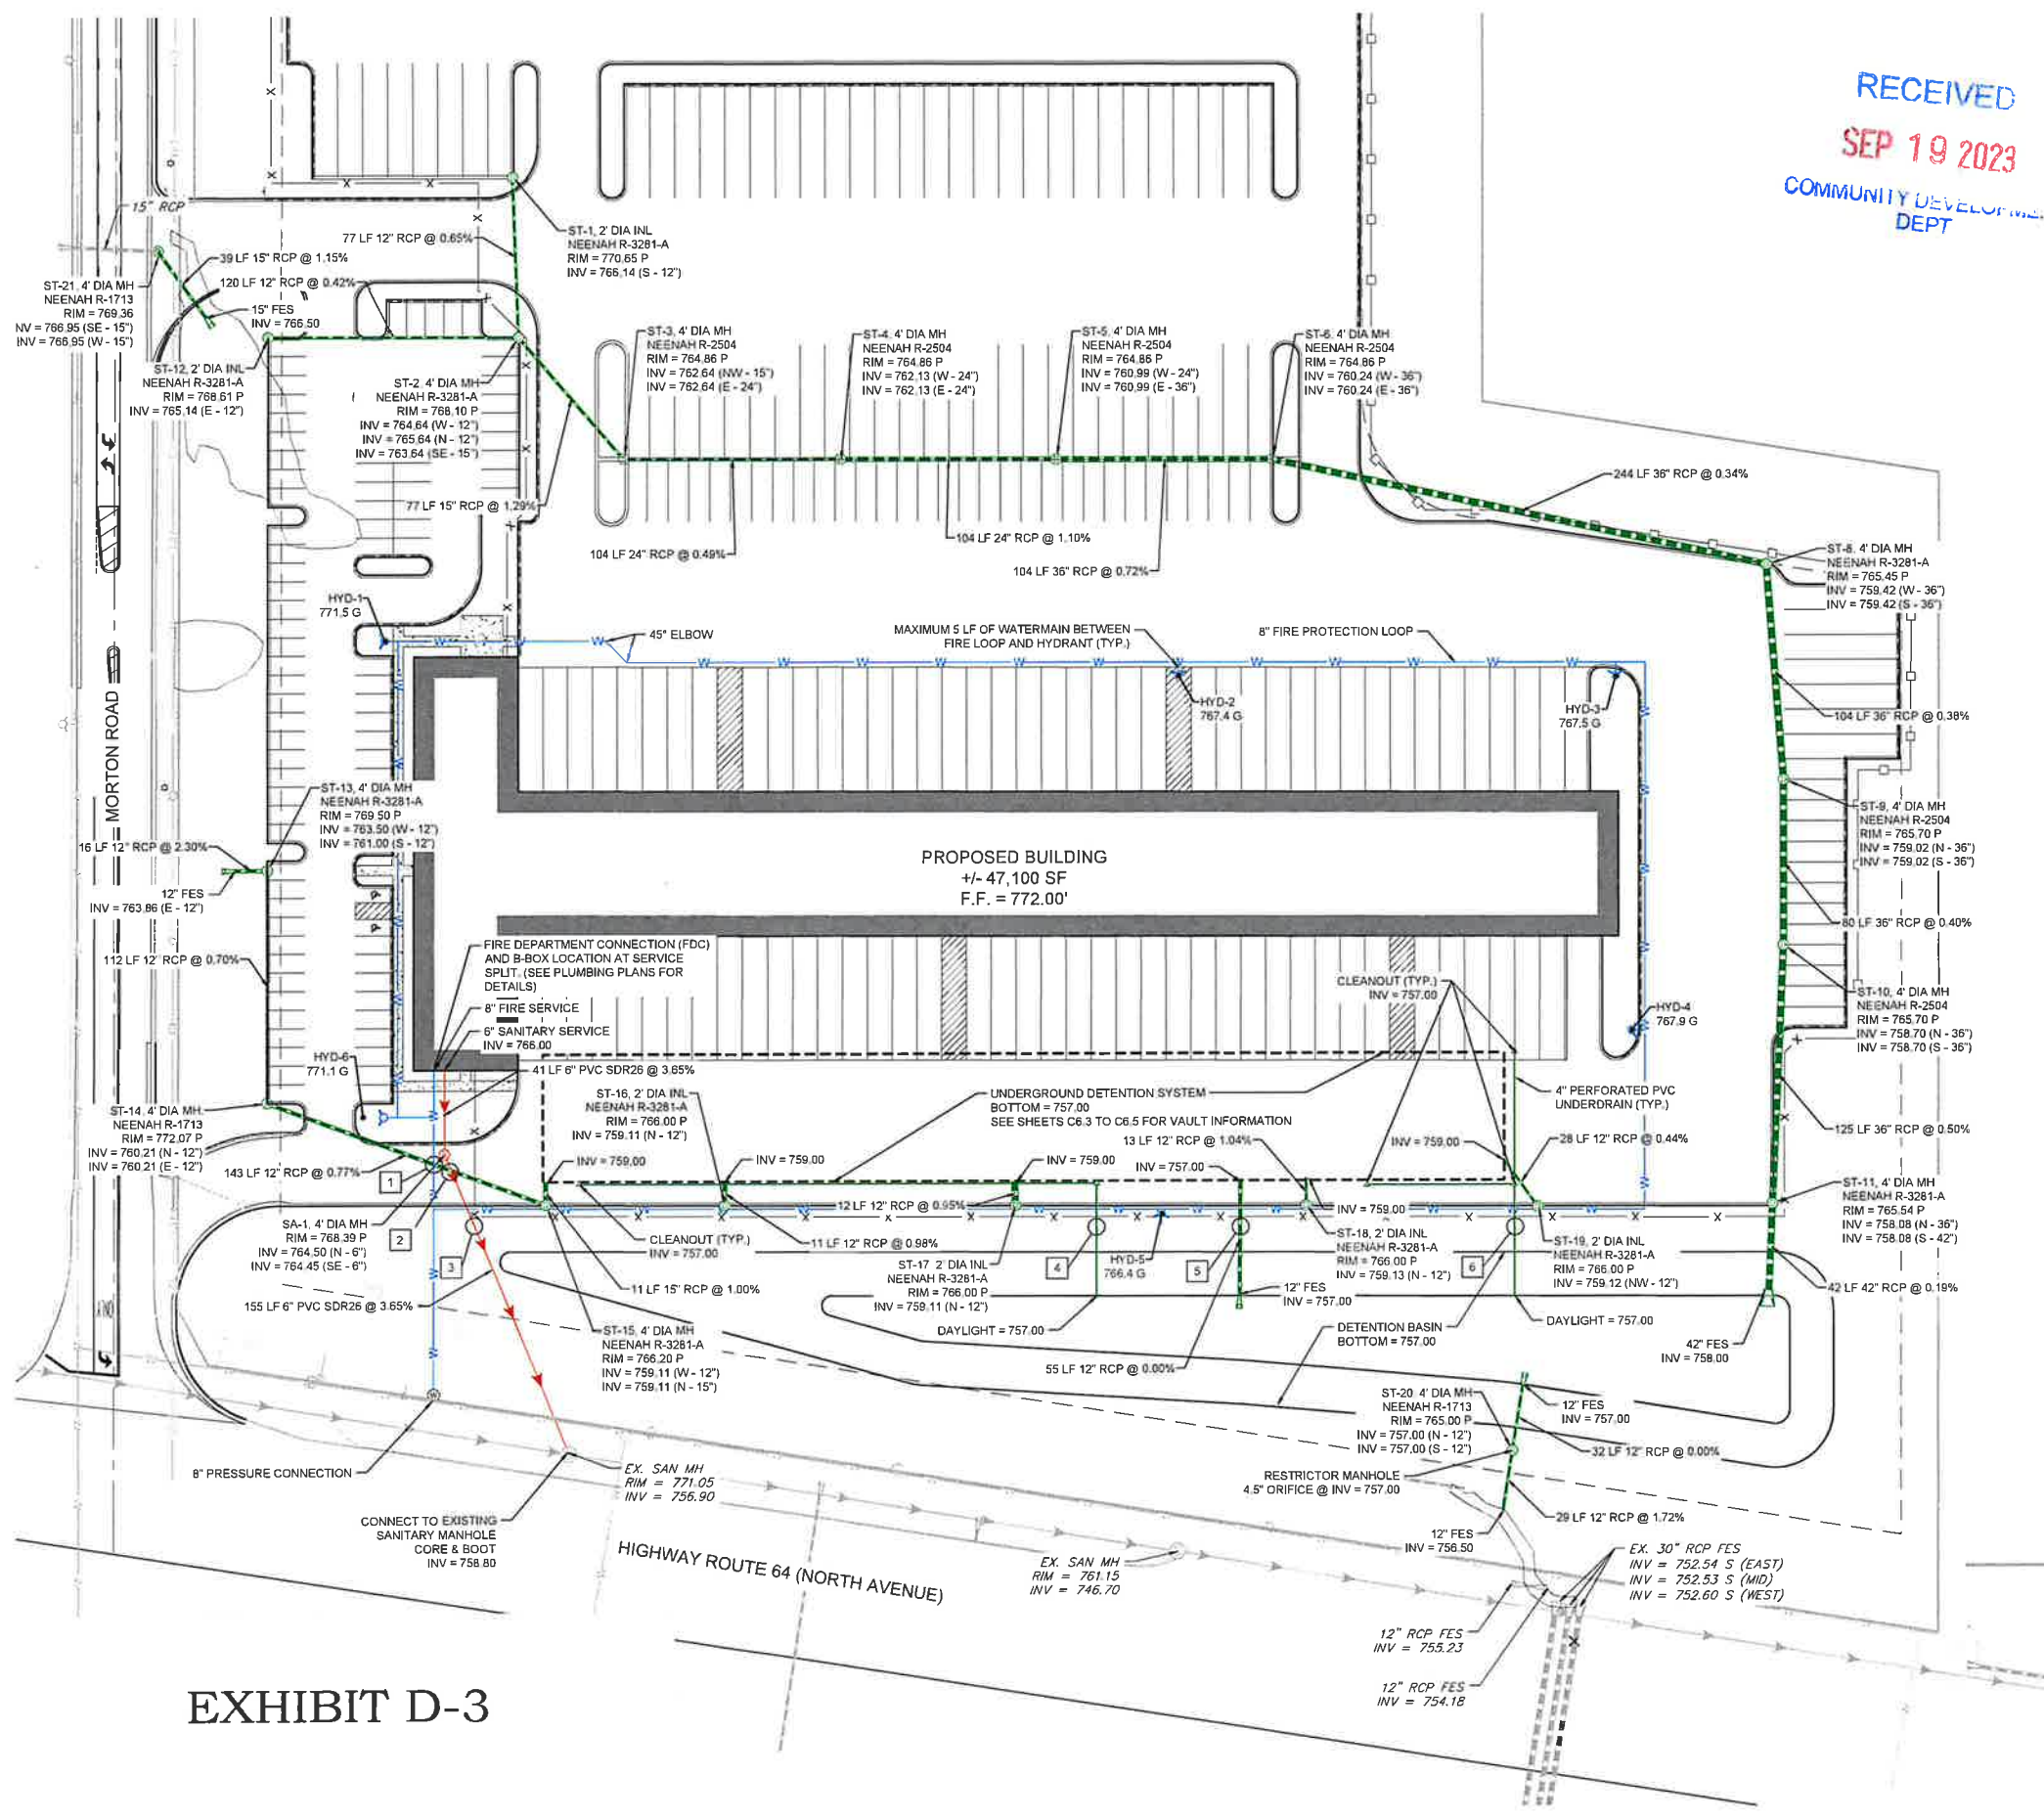 RECEIVED
SEP 19 2023
COMMUNITY
DEPT
15" RCP
77 LF 12" RCP @ 0.65%
ST-1, 2' DIA INL
NEENAH R-3281-A
RIM = 770.65 P
INV = 766.14 (S - 12")
39 LF 15" RCP @ 1.15%
120 LF 12" RCP @ 0.42%
15" FES
INV = 766.50
ST-21, 4' DIA MH
NEENAH R-1713
RIM = 769.36
NV = 766.95 (SE - 15")
INV = 766.95 (W - 15")
ST-12, 2' DIA INL
NEENAH R-3281-A
RIM = 768.61 P
INV = 765.14 (E - 12")
ST-2, 4' DIA MH
NEENAH R-3281-A
RIM = 768.10 P
INV = 764.64 (W - 12")
INV = 765.64 (N - 12")
INV = 763.64 (SE - 15")
ST-3, 4' DIA MH
NEENAH R-2504
RIM = 764.86 P
INV = 762.64 (NW - 15")
INV = 762.64 (E - 24")
ST-4, 4' DIA MH
NEENAH R-2504
RIM = 764.86 P
INV = 762.13 (W - 24")
INV = 762.13 (E - 24")
ST-5, 4' DIA MH
NEENAH R-2504
RIM = 764.86 P
INV = 760.99 (W - 24")
INV = 760.99 (E - 36")
ST-6, 4' DIA MH
NEENAH R-2504
RIM = 764.86 P
INV = 760.24 (W - 36")
INV = 760.24 (E - 36")
244 LF 36" RCP @ 0.34%
77 LF 15" RCP @ 1.29%
104 LF 24" RCP @ 0.49%
104 LF 24" RCP @ 1.10%
104 LF 36" RCP @ 0.72%
ST-8, 4' DIA MH
NEENAH R-3281-A
RIM = 765.45 P
INV = 759.42 (W - 36")
INV = 759.42 (S - 36")
HYD-1
771.5 G
45° ELBOW
MAXIMUM 5 LF OF WATERMAIN BETWEEN
FIRE LOOP AND HYDRANT (TYP.)
8" FIRE PROTECTION LOOP
HYD-2
767.4 G
HYD-3
767.5 G
104 LF 36" RCP @ 0.38%
MORTON ROAD
ST-13, 4' DIA MH
NEENAH R-3281-A
RIM = 769.50 P
INV = 763.50 (W - 12")
INV = 761.00 (S - 12")
16 LF 12" RCP @ 2.30%
12" FES
INV = 763.86 (E - 12")
112 LF 12" RCP @ 0.70%
PROPOSED BUILDING
+/- 47,100 SF
F.F. = 772.00'
ST-9, 4' DIA MH
NEENAH R-2504
RIM = 765.70 P
INV = 759.02 (N - 36")
INV = 759.02 (S - 36")
80 LF 36" RCP @ 0.40%
FIRE DEPARTMENT CONNECTION (FDC)
AND B-BOX LOCATION AT SERVICE
SPLIT. (SEE PLUMBING PLANS FOR
DETAILS)
8" FIRE SERVICE
6" SANITARY SERVICE
INV = 766.00
CLEANOUT (TYP.)
INV = 757.00
HYD-4
767.9 G
ST-10, 4' DIA MH
NEENAH R-2504
RIM = 765.70 P
INV = 758.70 (N - 36")
INV = 758.70 (S - 36")
HYD-6
771.1 G
41 LF 6" PVC SDR26 @ 3.65%
ST-16, 2' DIA INL
NEENAH R-3281-A
RIM = 766.00 P
INV = 759.11 (N - 12")
UNDERGROUND DETENTION SYSTEM
BOTTOM = 757.00
SEE SHEETS C6.3 TO C6.5 FOR VAULT INFORMATION
4" PERFORATED PVC
UNDERDRAIN (TYP.)
ST-14, 4' DIA MH
NEENAH R-1713
RIM = 772.07 P
INV = 760.21 (N - 12")
INV = 760.21 (E - 12")
143 LF 12" RCP @ 0.77%
1
13 LF 12" RCP @ 1.04%
INV = 759.00
28 LF 12" RCP @ 0.44%
125 LF 36" RCP @ 0.50%
INV = 759.00
INV = 759.00
INV = 759.00
INV = 757.00
12 LF 12" RCP @ 0.95%
INV = 759.00
ST-11, 4' DIA MH
NEENAH R-3281-A
RIM = 765.54 P
INV = 758.08 (N - 36")
INV = 758.08 (S - 42")
SA-1, 4' DIA MH
RIM = 768.39 P
INV = 764.50 (N - 6")
INV = 764.45 (SE - 6")
2
3
CLEANOUT (TYP.)
INV = 757.00
11 LF 12" RCP @ 0.98%
ST-17 2' DIA INL
NEENAH R-3281-A
RIM = 766.00 P
INV = 759.11 (N - 12")
4
HYD-5
766.4 G
5
ST-18, 2' DIA INL
NEENAH R-3281-A
RIM = 766.00 P
INV = 759.13 (N - 12")
6
ST-19, 2' DIA INL
NEENAH R-3281-A
RIM = 766.00 P
INV = 759.12 (NW - 12")
155 LF 6" PVC SDR26 @ 3.65%
11 LF 15" RCP @ 1.00%
12" FES
INV = 757.00
42 LF 42" RCP @ 0.19%
ST-15, 4' DIA MH
NEENAH R-3281-A
RIM = 766.20 P
INV = 759.11 (W - 12")
INV = 759.11 (N - 15")
DAYLIGHT = 757.00
DETENTION BASIN
BOTTOM = 757.00
DAYLIGHT = 757.00
42" FES
INV = 758.00
55 LF 12" RCP @ 0.00%
ST-20 4' DIA MH
NEENAH R-1713
RIM = 765.00 P
INV = 757.00 (N - 12")
INV = 757.00 (S - 12")
12" FES
INV = 757.00
32 LF 12" RCP @ 0.00%
8" PRESSURE CONNECTION
EX. SAN MH
RIM = 771.05
INV = 756.90
RESTRICTOR MANHOLE
4.5" ORIFICE @ INV = 757.00
CONNECT TO EXISTING
SANITARY MANHOLE
CORE & BOOT
INV = 758.80
29 LF 12" RCP @ 1.72%
12" FES
INV = 756.50
HIGHWAY ROUTE 64 (NORTH AVENUE)
EX. SAN MH
RIM = 761.15
INV = 746.70
EX. 30" RCP FES
INV = 752.54 S (EAST)
INV = 752.53 S (MID)
INV = 752.60 S (WEST)
12" RCP FES
INV = 755.23
12" RCP FES
INV = 754.18
EXHIBIT D-3